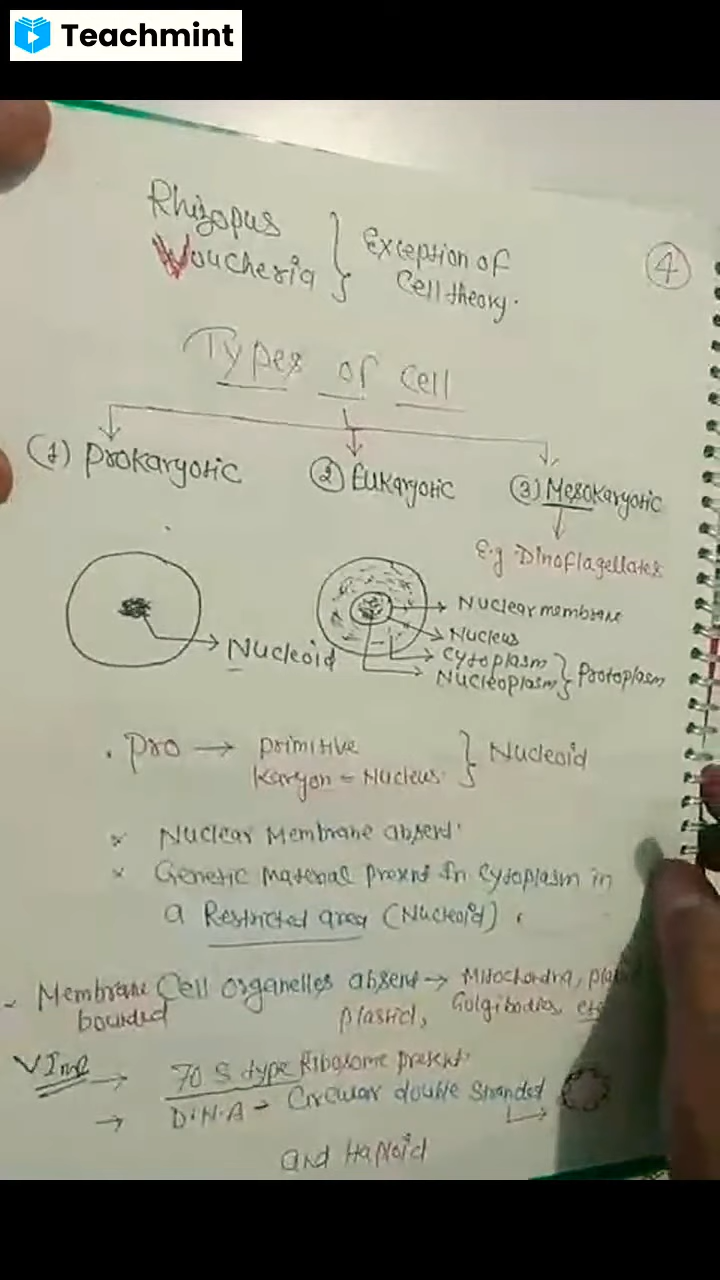 Teachmint
Rhizopus
Voucheria } Exception of
Cell theory.
4
Types of Cell
(1) Prokaryotic
(2) Eukaryotic
(3) Mesokaryotic
E.g. Dinoflagellates
Nucleoid
Nuclear membrane
Nucleus
Cytoplasm
Nucleoplasm } Protoplasm
Pro → primitive
Karyon = Nucleus. } Nucleoid
× Nuclear Membrane absent.
× Genetic Material Present In Cytoplasm in
a Restricted area (Nucleoid)
Membrane Cell organelles absent → Mitochondria,
bounded Plastid, Golgibodies, etc
V Imp → 70 S type Ribosome present.
→ D.N.A - Circular double Stranded
and Haploid